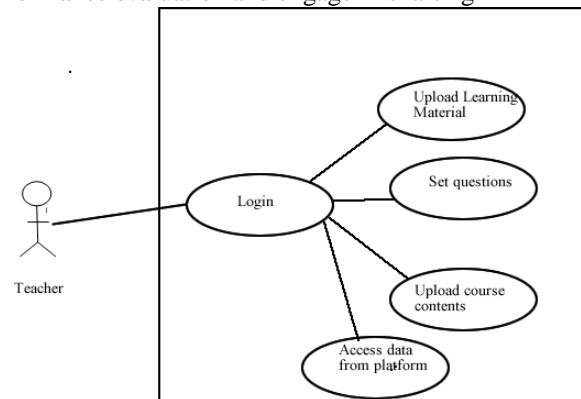 Upload Learning
Material
Set questions
Login
Teacher
Upload course
contents
Access data
from platform